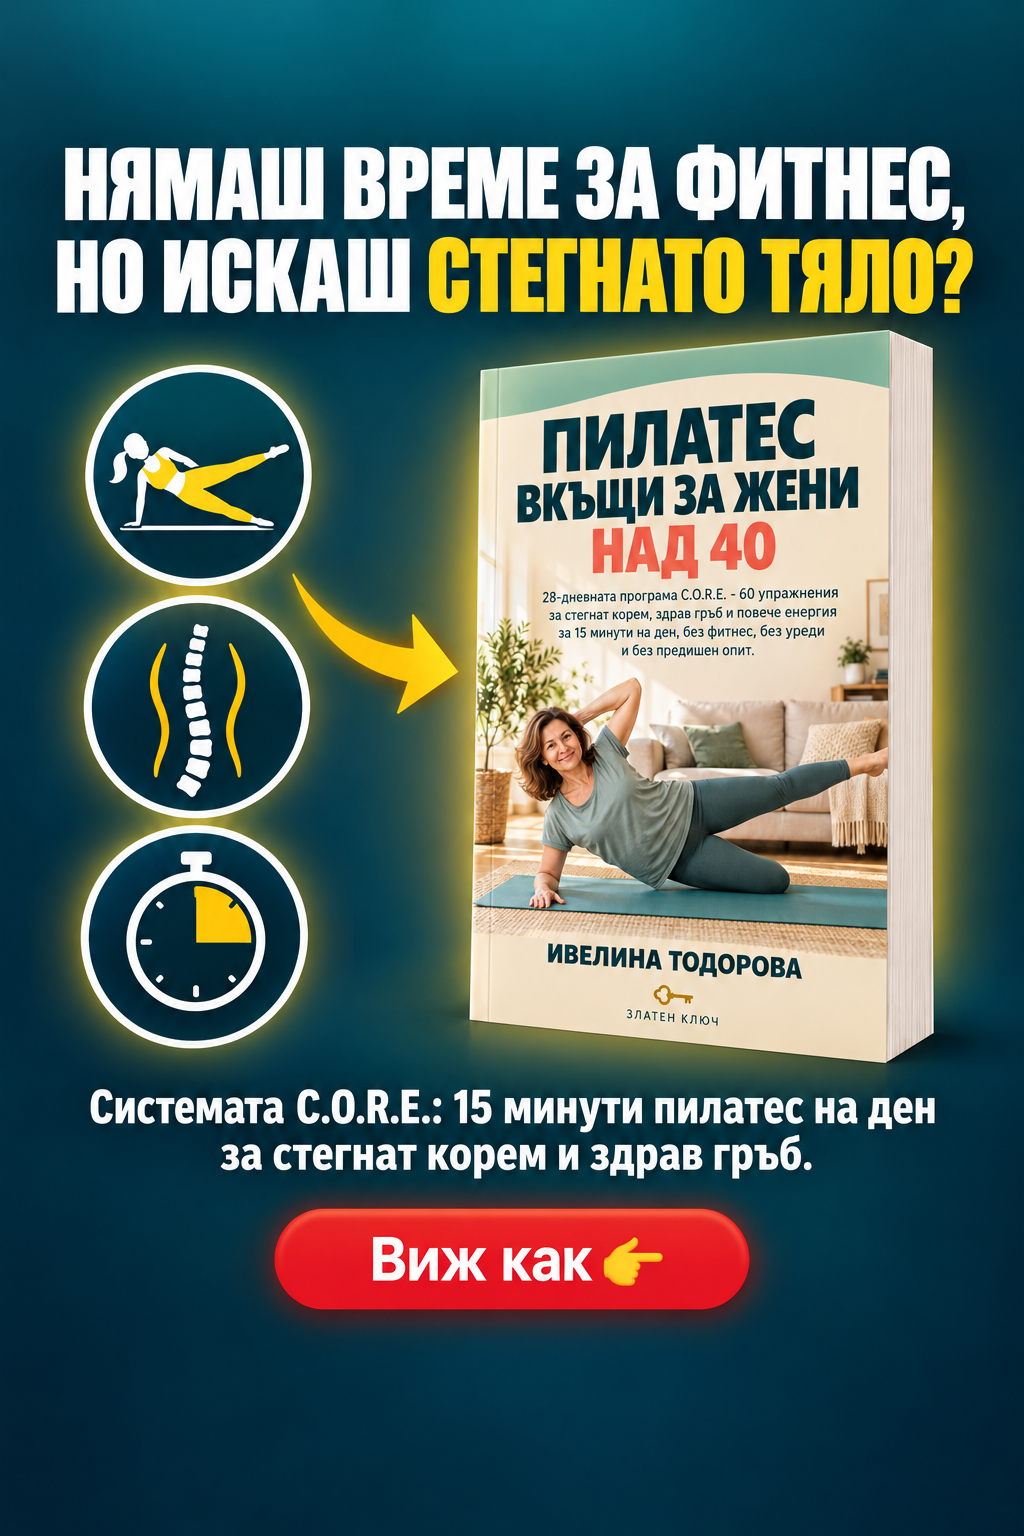 НЯМАШ ВРЕМЕ ЗА ФИТНЕС,
НО ИСКАШ СТЕГНАТО ТЯЛО?
ПИЛАТЕС
ВКЪЩИ ЗА ЖЕНИ
НАД 40
28-дневната програма C.O.R.E. - 60 упражнения
за стегнат корем, здрав гръб и повече енергия
за 15 минути на ден, без фитнес, без уреди
и без предишен опит.
ИВЕЛИНА ТОДОРОВА
ЗЛАТЕН КЛЮЧ
Системата C.O.R.E.: 15 минути пилатес на ден
за стегнат корем и здрав гръб.
Виж как